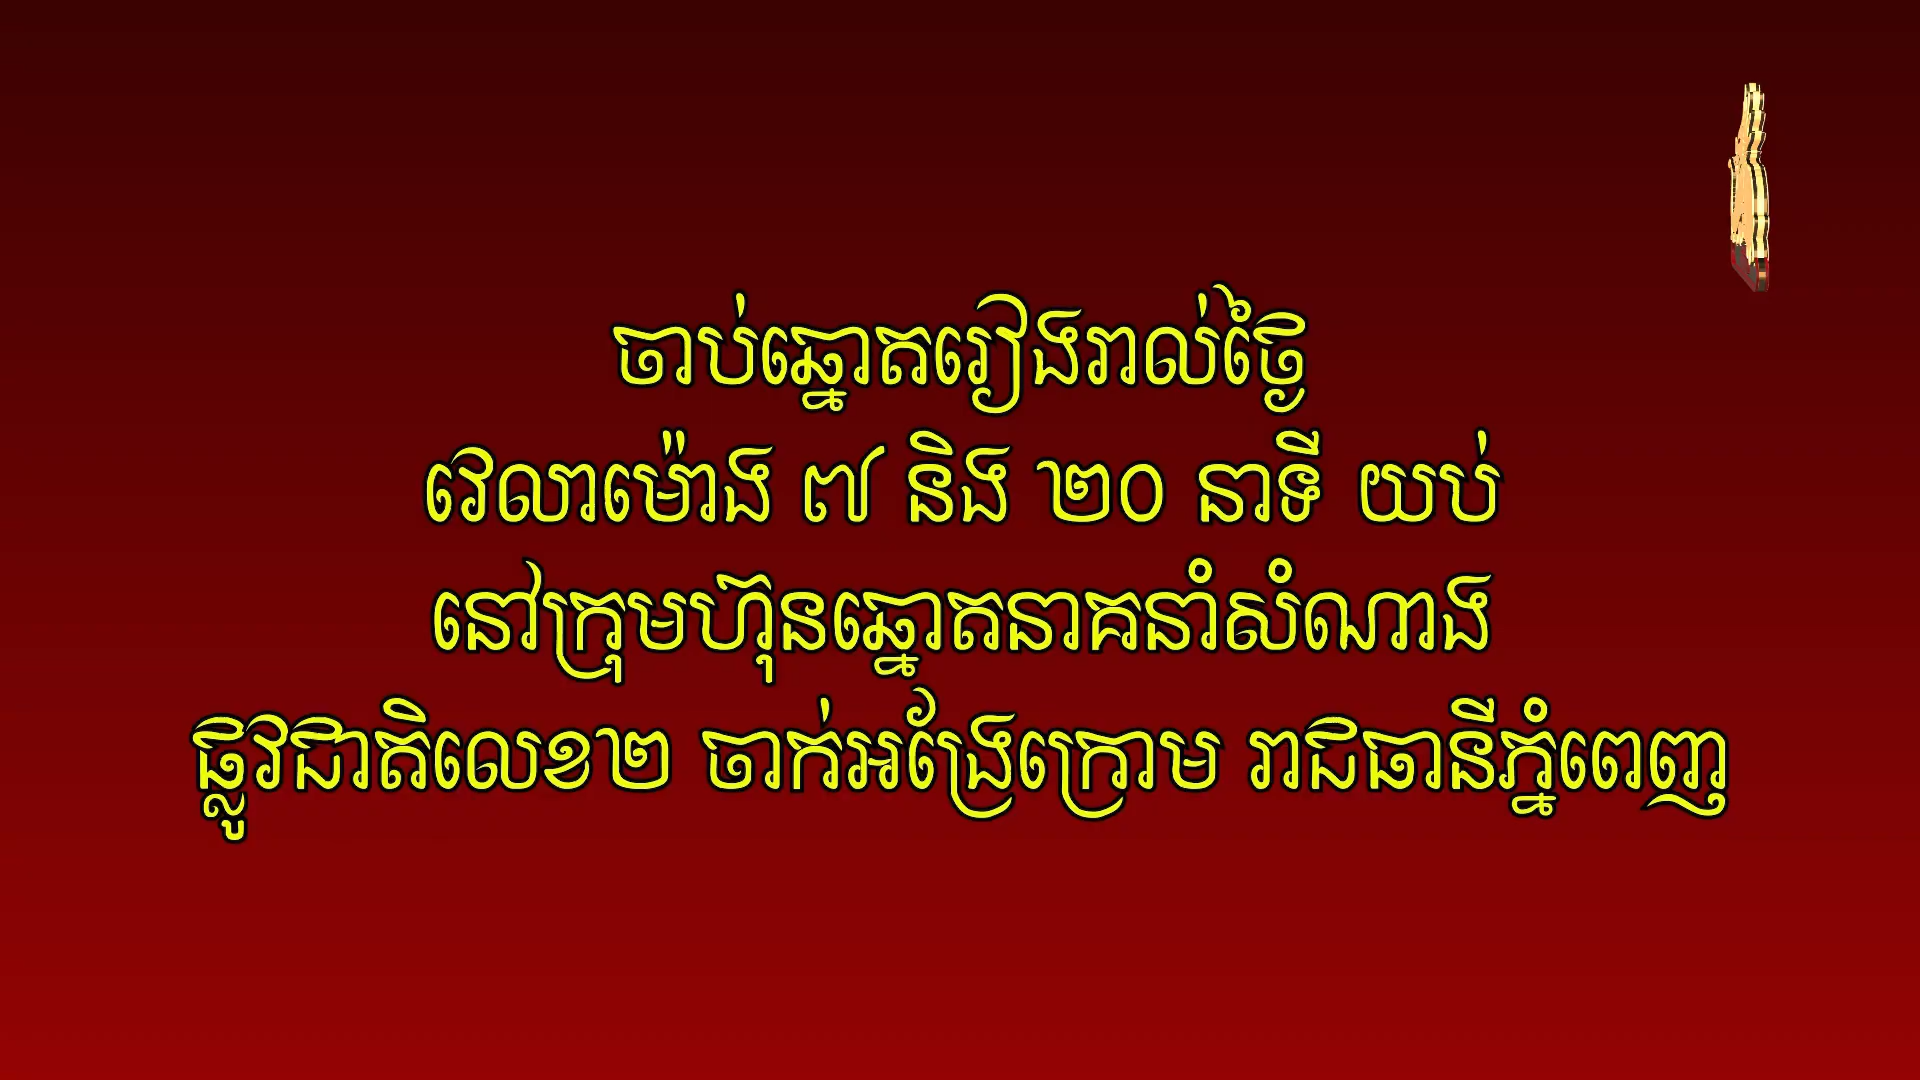 ចាប់ឆ្នោតរៀងរាល់ថ្ងៃ
វេលាម៉ោង ៧ និង ២០ នាទី យប់
នៅក្រុមហ៊ុនឆ្នោតនាគនាំសំណាង
ផ្លូវជាតិលេខ២ ចាក់អង្រែក្រោម រាជធានីភ្នំពេញ